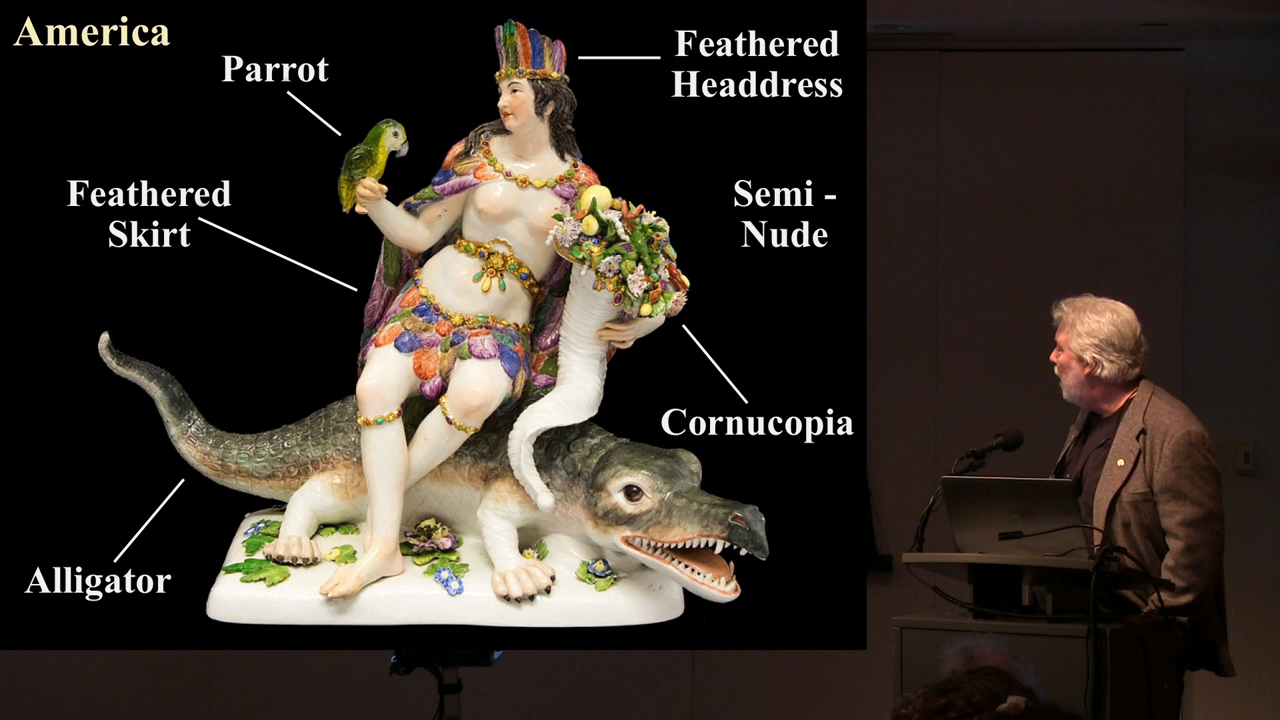 America
Parrot
Feathered
Headdress
Feathered
Skirt
Semi -
Nude
Cornucopia
Alligator